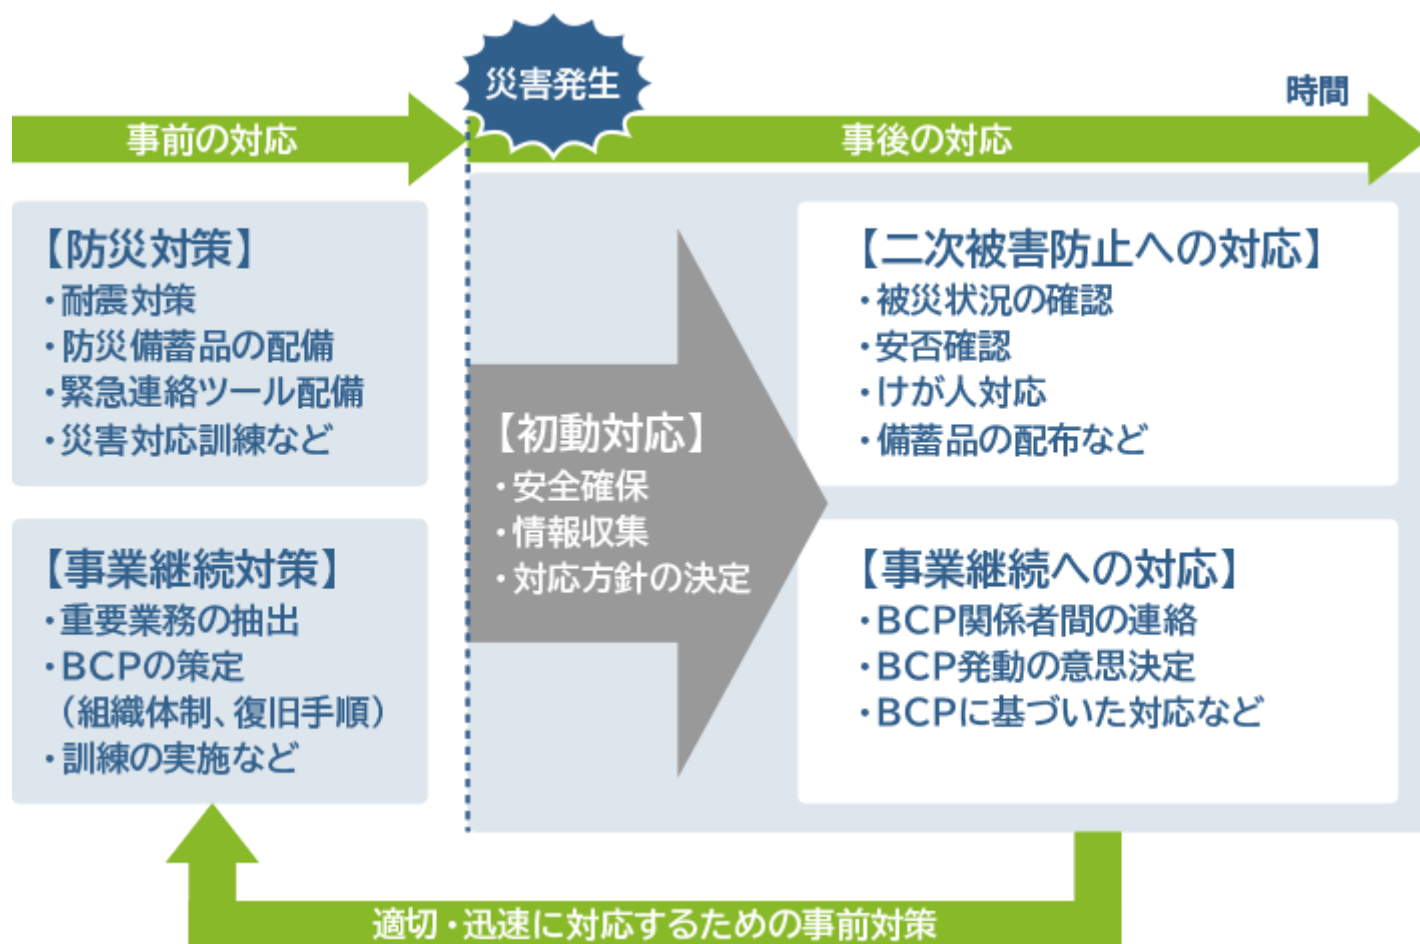 災害発生
時間
事前の対応
事後の対応
【防災対策】
・耐震対策
・防災備蓄品の配備
・緊急連絡ツール配備
・災害対応訓練など
【事業継続対策】
・重要業務の抽出
・BCPの策定
（組織体制、復旧手順）
・訓練の実施など
【初動対応】
・安全確保
・情報収集
・対応方針の決定
【二次被害防止への対応】
・被災状況の確認
・安否確認
・けが人対応
・備蓄品の配布など
【事業継続への対応】
・BCP関係者間の連絡
・BCP発動の意思決定
・BCPに基づいた対応など
適切・迅速に対応するための事前対策